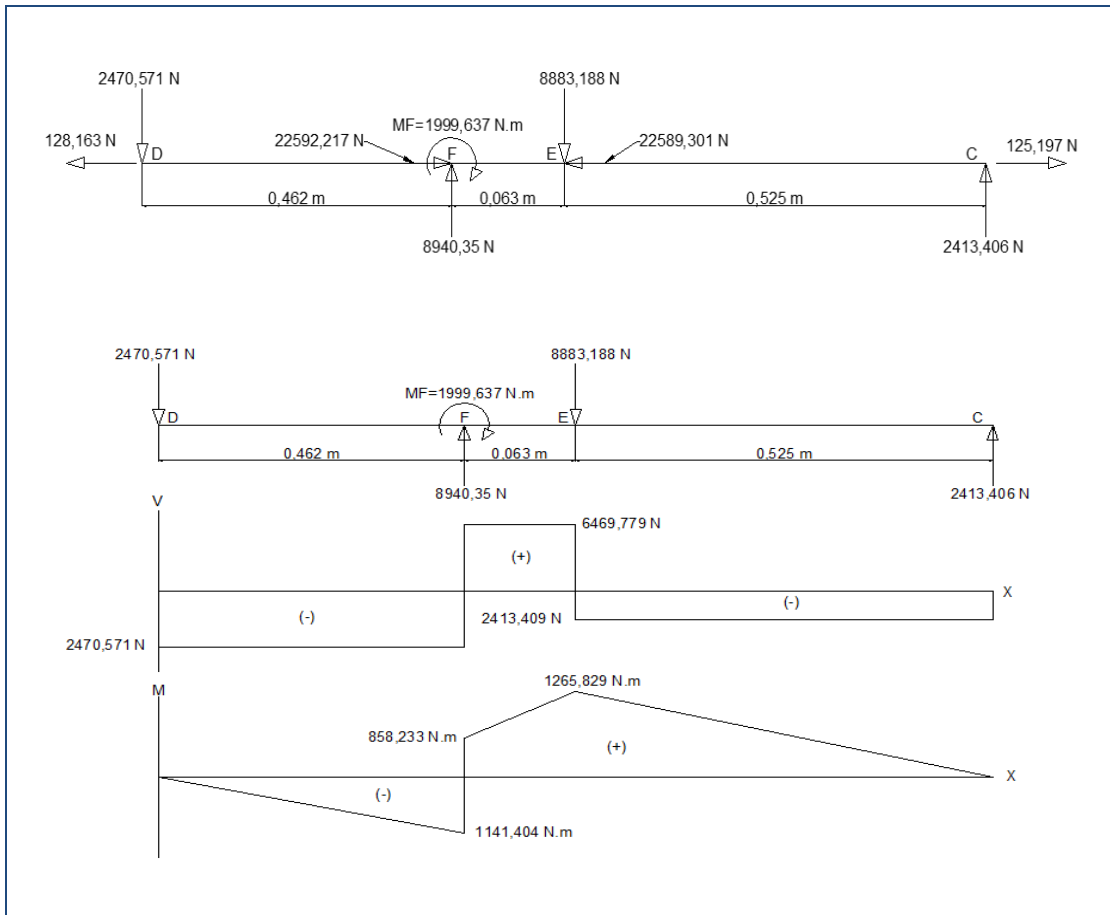 2470,571 N
8883,188 N
MF=1999,637 N.m
128,163 N
22592,217N
22589,301 N
125,197 N
D
F
E
C
0,462 m
0,063 m
0,525 m
8940,35 N
2413,406 N
2470,571 N
8883,188 N
MF=1999,637 N.m
D
F
E
C
0,462 m
0,063 m
0,525 m
8940,35 N
2413,406 N
V
6469,779 N
(+)
X
(-)
(-)
2413,409 N
2470,571 N
M
1265,829 N.m
858,233 N.m
(+)
X
(-)
1141,404 N.m